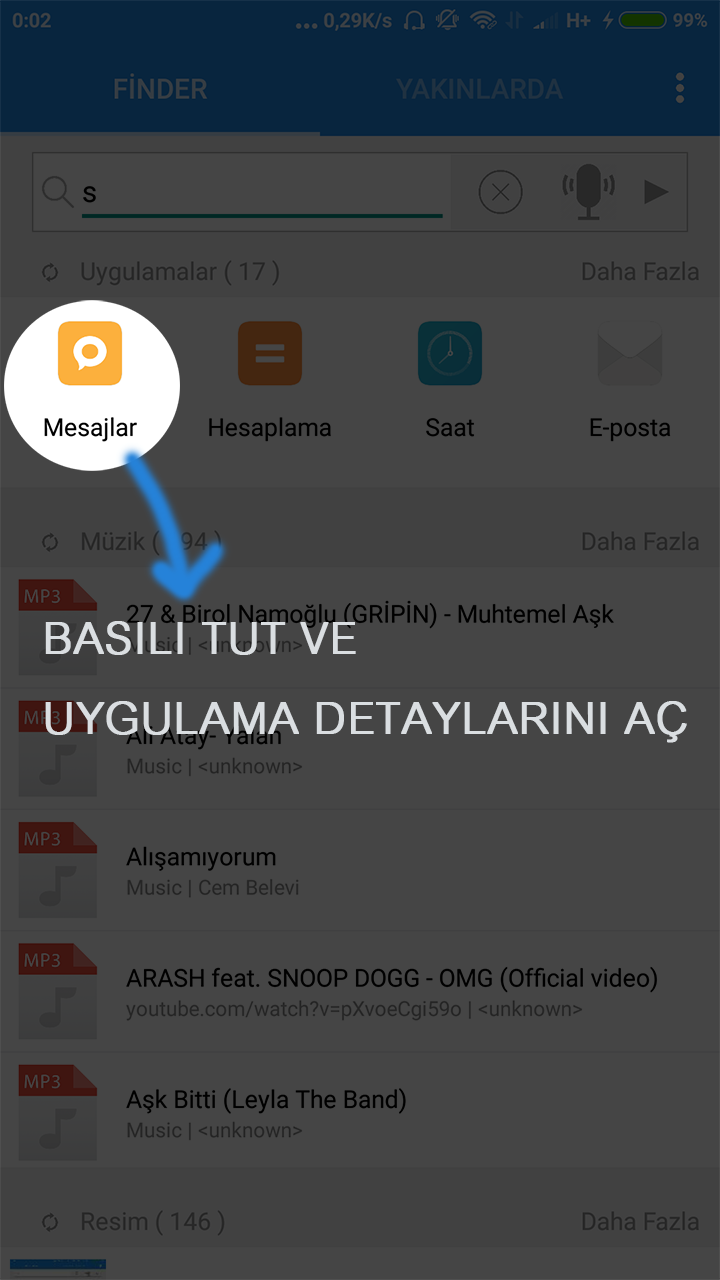 0:02 ... 0,29K/s H+ 99%
FİNDER YAKINLARDA
s
Uygulamalar ( 17 ) Daha Fazla
Mesajlar Hesaplama Saat E-posta
Müzik ( 94 ) Daha Fazla
MP3
27 & Birol Namoğlu (GRİPİN) - Muhtemel Aşk
Music | <unknown>
BASILI TUT VE
UYGULAMA DETAYLARINI AÇ
MP3
Ali Atay- Yalan
Music | <unknown>
MP3
Alışamıyorum
Music | Cem Belevi
MP3
ARASH feat. SNOOP DOGG - OMG (Official video)
youtube.com/watch?v=pXvoeCgi59o | <unknown>
MP3
Aşk Bitti (Leyla The Band)
Music | <unknown>
Resim ( 146 ) Daha Fazla